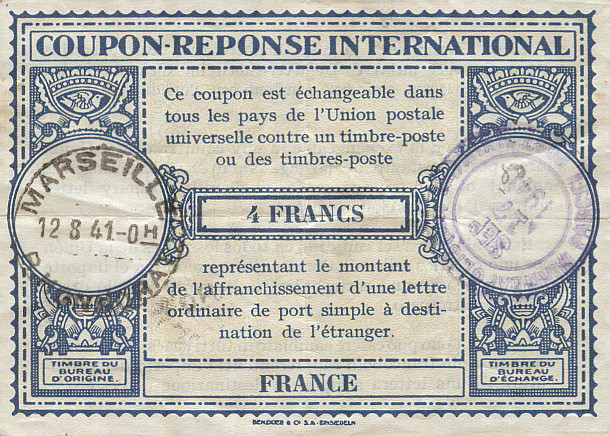 COUPON-REPONSE INTERNATIONAL
Ce coupon est échangeable dans
tous les pays de l'Union postale
universelle contre un timbre-poste
ou des timbres-poste
MARSEILLE
12 8 41.-0H
4 FRANCS
représentant le montant
de l'affranchissement d'une lettre
ordinaire de port simple à desti-
nation de l'étranger.
TIMBRE DU
BUREAU
D'ORIGINE.
FRANCE
TIMBRE DU
BUREAU
D'ÉCHANGE.
BENZIGER & Co S.A. EINSIEDELN